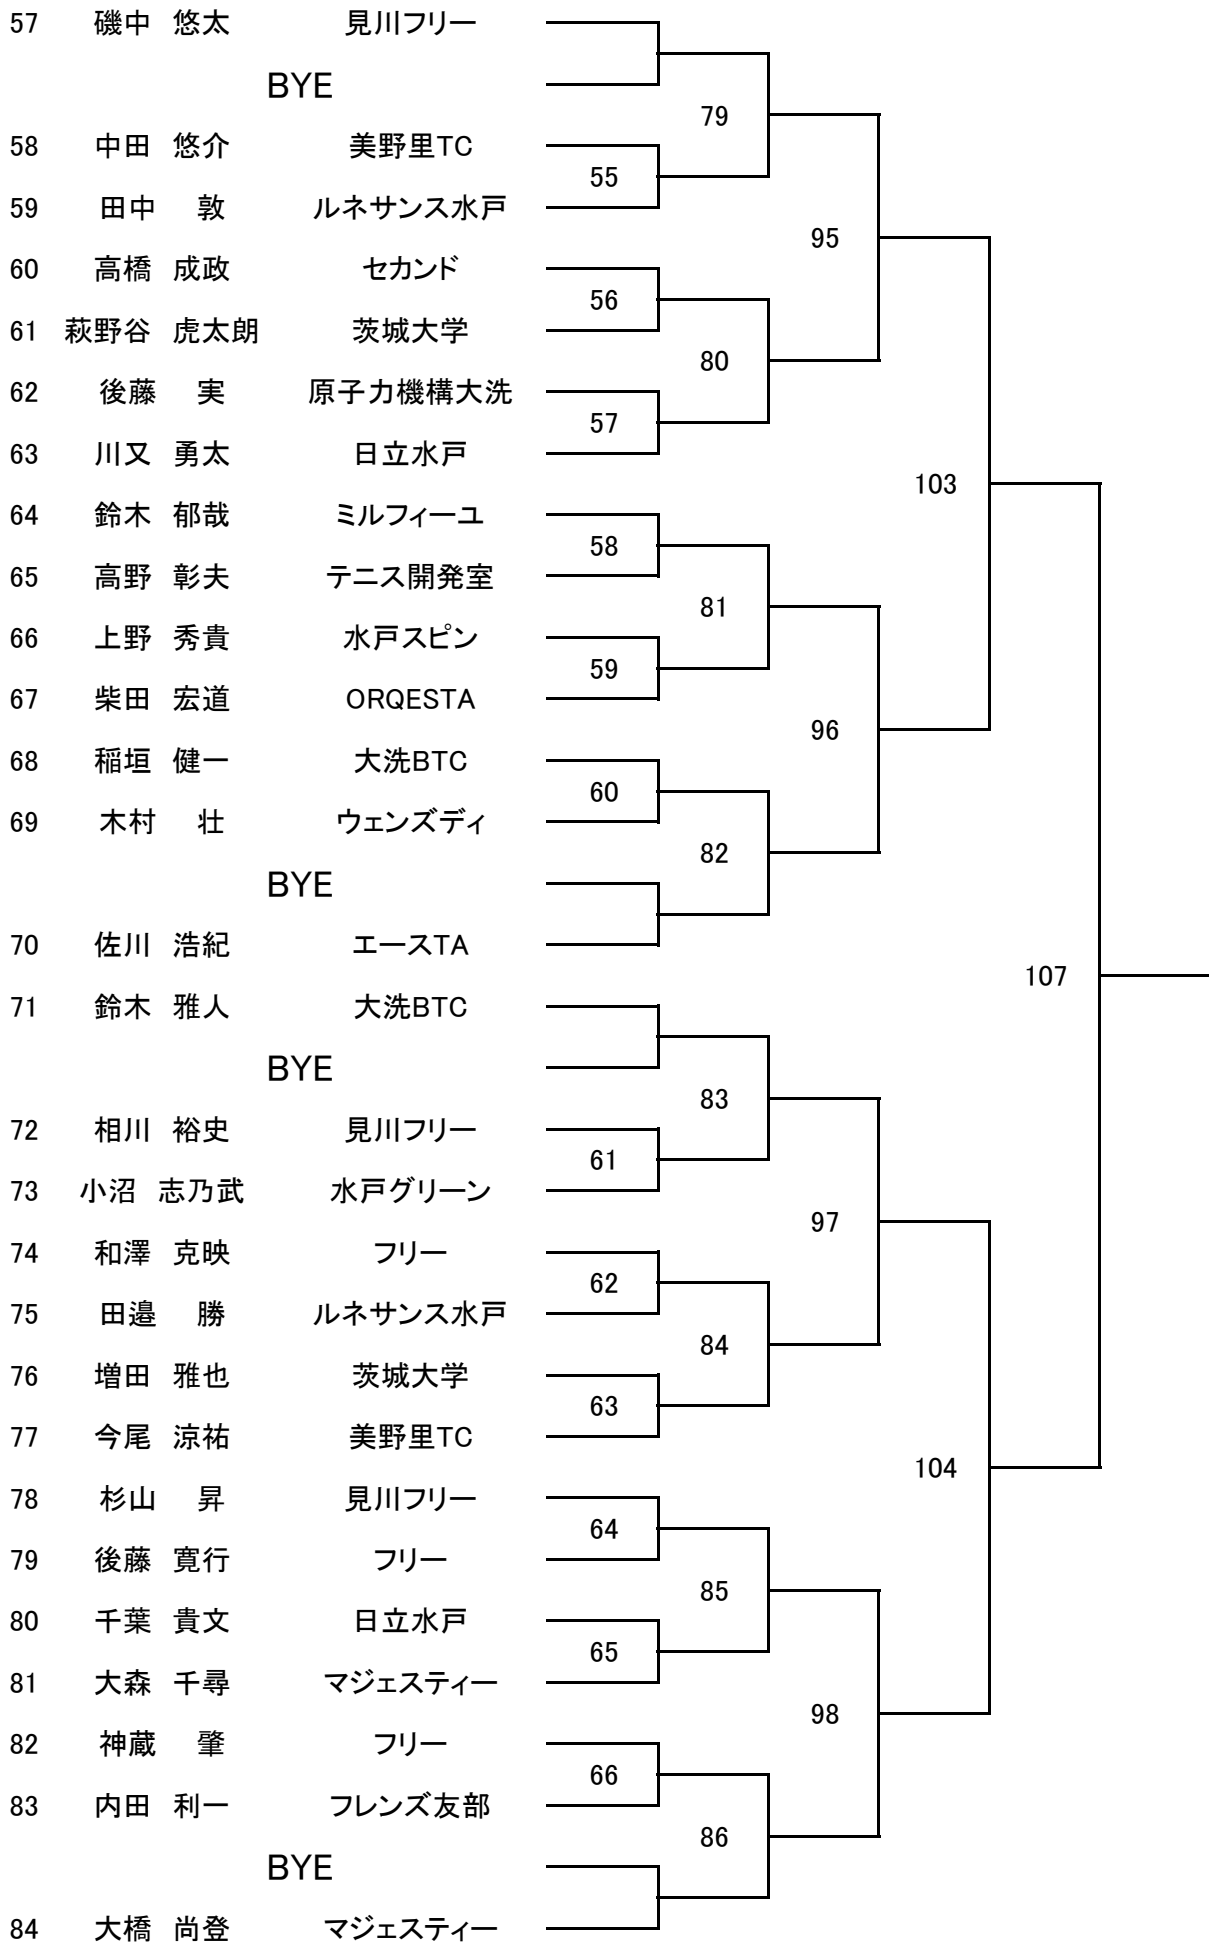 57 磯中 悠太 見川フリー
BYE
79
58 中田 悠介 美野里TC
55
59 田中 敦 ルネサンス水戸
95
60 高橋 成政 セカンド
56
61 萩野谷 虎太朗 茨城大学
80
62 後藤 実 原子力機構大洗
57
63 川又 勇太 日立水戸
103
64 鈴木 郁哉 ミルフィーユ
58
65 高野 彰夫 テニス開発室
81
66 上野 秀貴 水戸スピン
59
67 柴田 宏道 ORQESTA
96
68 稲垣 健一 大洗BTC
60
69 木村 壮 ウェンズディ
82
BYE
70 佐川 浩紀 エースTA
107
71 鈴木 雅人 大洗BTC
BYE
83
72 相川 裕史 見川フリー
61
73 小沼 志乃武 水戸グリーン
97
74 和澤 克映 フリー
62
75 田邉 勝 ルネサンス水戸
84
76 増田 雅也 茨城大学
63
77 今尾 涼祐 美野里TC
104
78 杉山 昇 見川フリー
64
79 後藤 寛行 フリー
85
80 千葉 貴文 日立水戸
65
81 大森 千尋 マジェスティー
98
82 神蔵 肇 フリー
66
83 内田 利一 フレンズ友部
86
BYE
84 大橋 尚登 マジェスティー